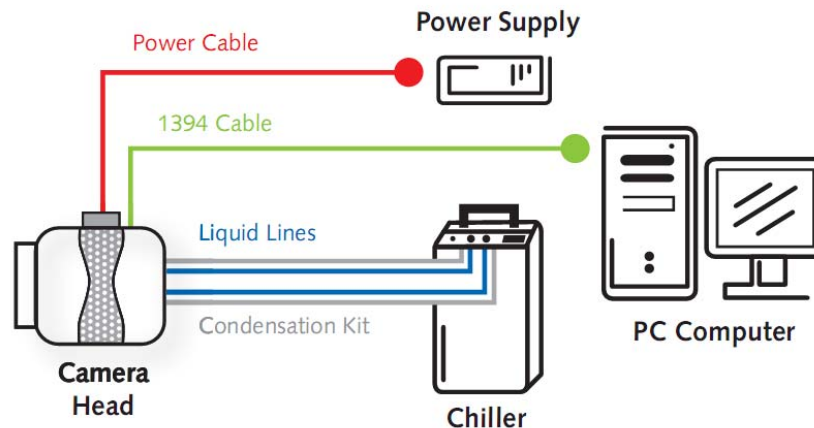 Power Supply
Power Cable
1394 Cable
Liquid Lines
Condensation Kit
PC Computer
Camera
Head
Chiller